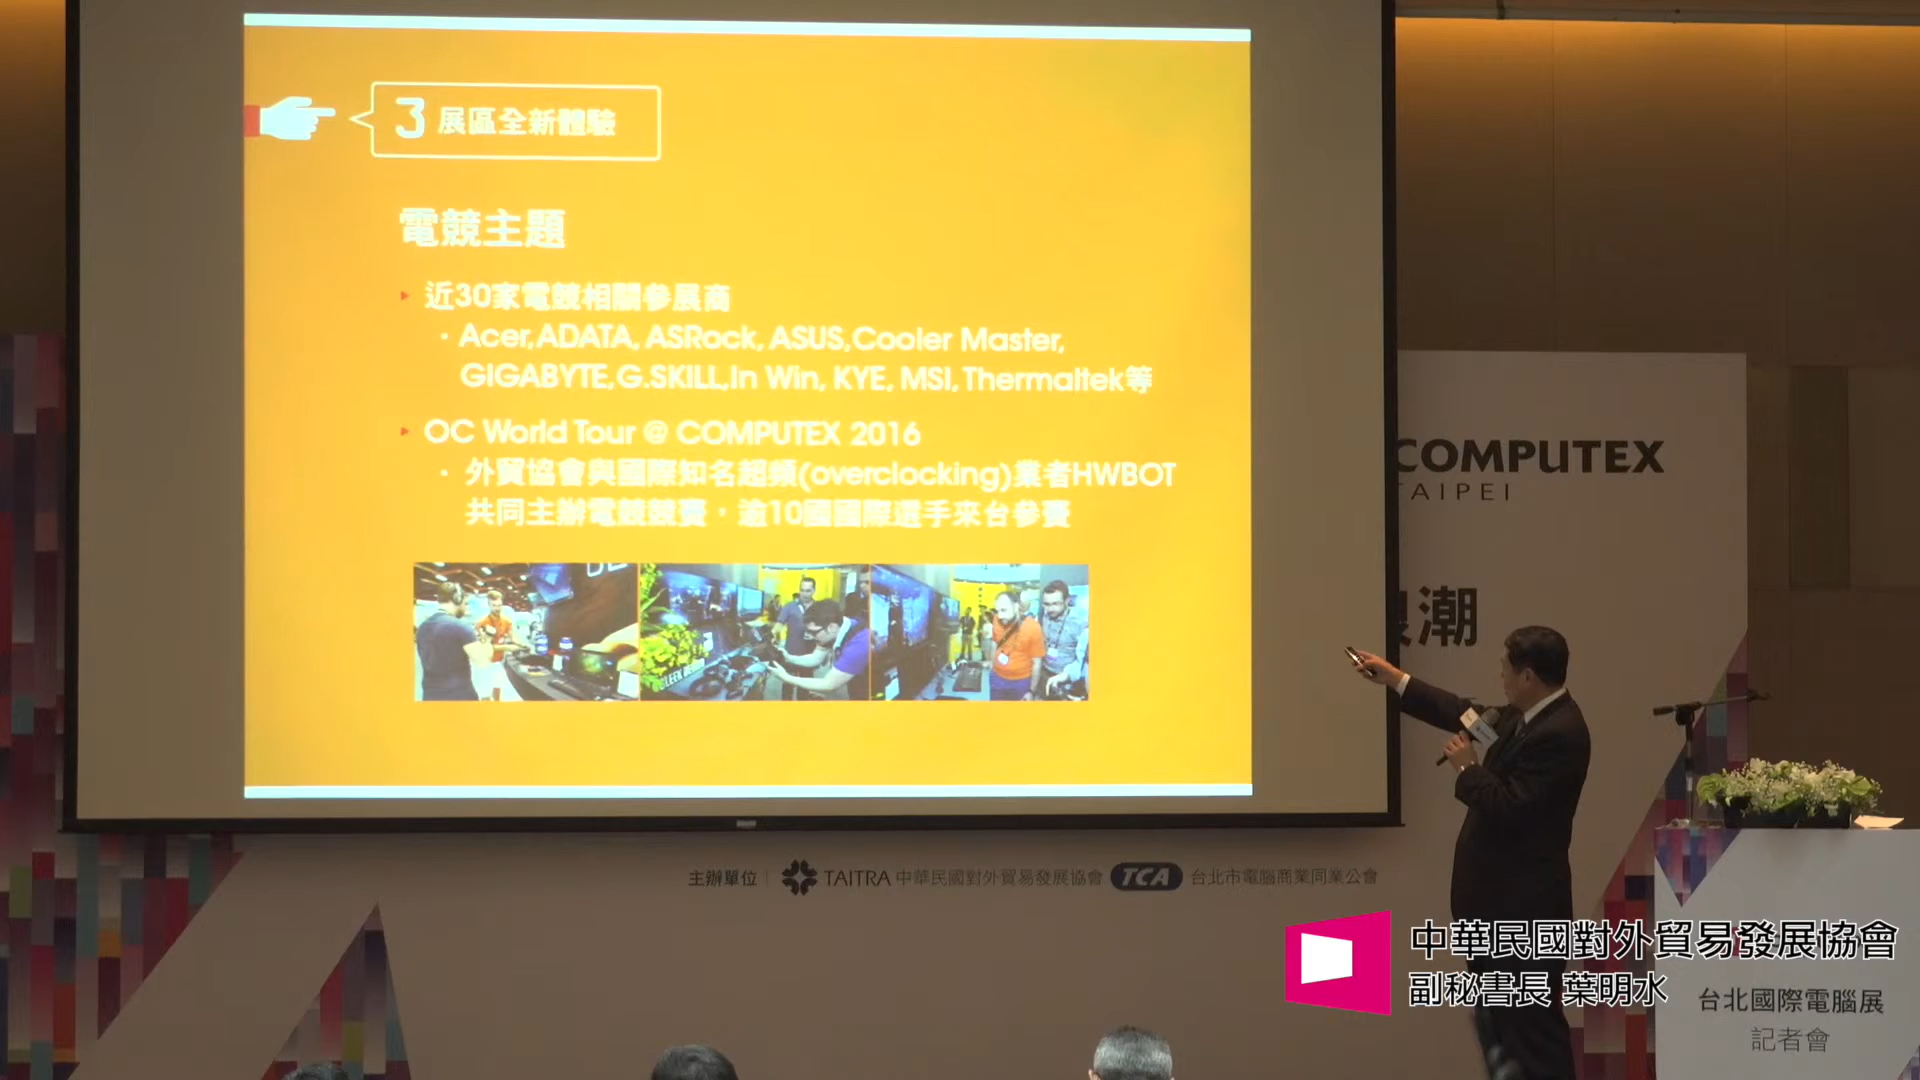 3 展區全新體驗
電競主題
近30家電競相關參展商
· Acer,ADATA, ASRock, ASUS,Cooler Master,
GIGABYTE,G.SKILL,In Win, KYE, MSI,Thermaltek等
OC World Tour @ COMPUTEX 2016
· 外貿協會與國際知名超頻(overclocking)業者HWBOT
共同主辦電競競賽，逾10國國際選手來台參賽
COMPUTEX
TAIPEI
潮
主辦單位 TAITRA 中華民國對外貿易發展協會 TCA 台北市電腦商業同業公會
中華民國對外貿易發展協會
副秘書長 葉明水
台北國際電腦展
記者會